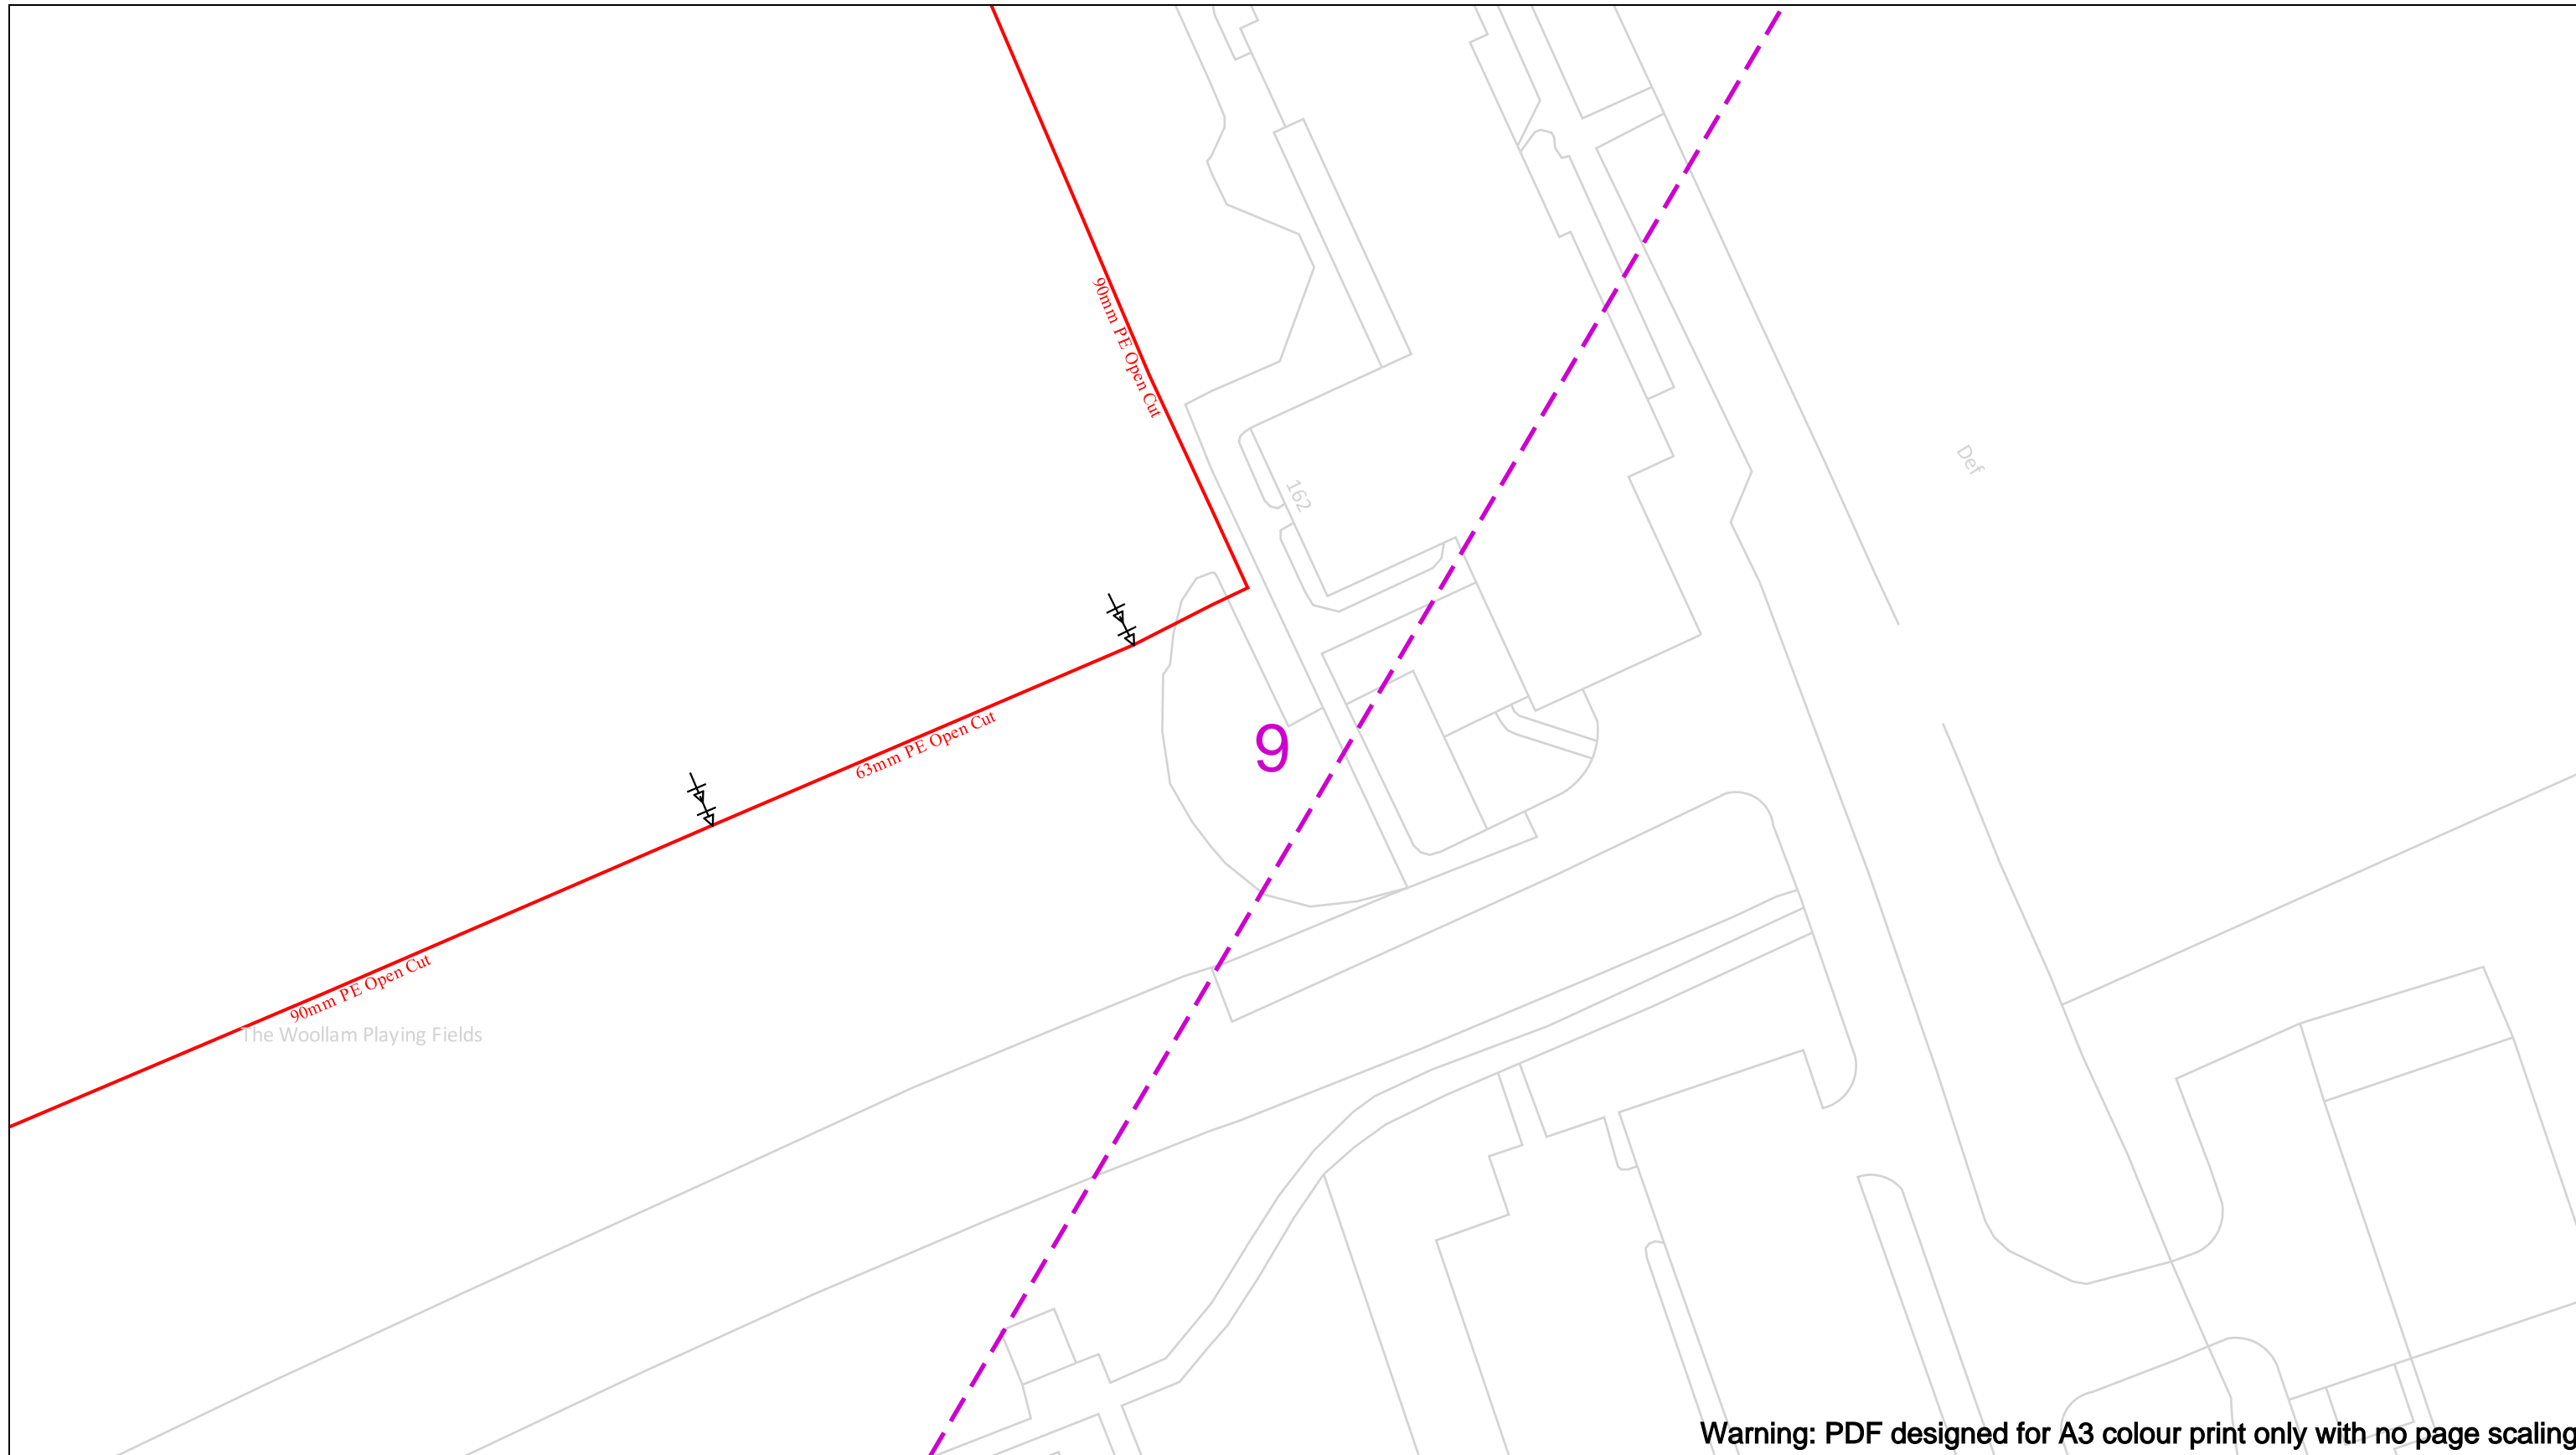 90mm PE Open Cut
Def
162
63mm PE Open Cut
9
90mm PE Open Cut
The Woollam Playing Fields
Warning: PDF designed for A3 colour print only with no page scaling